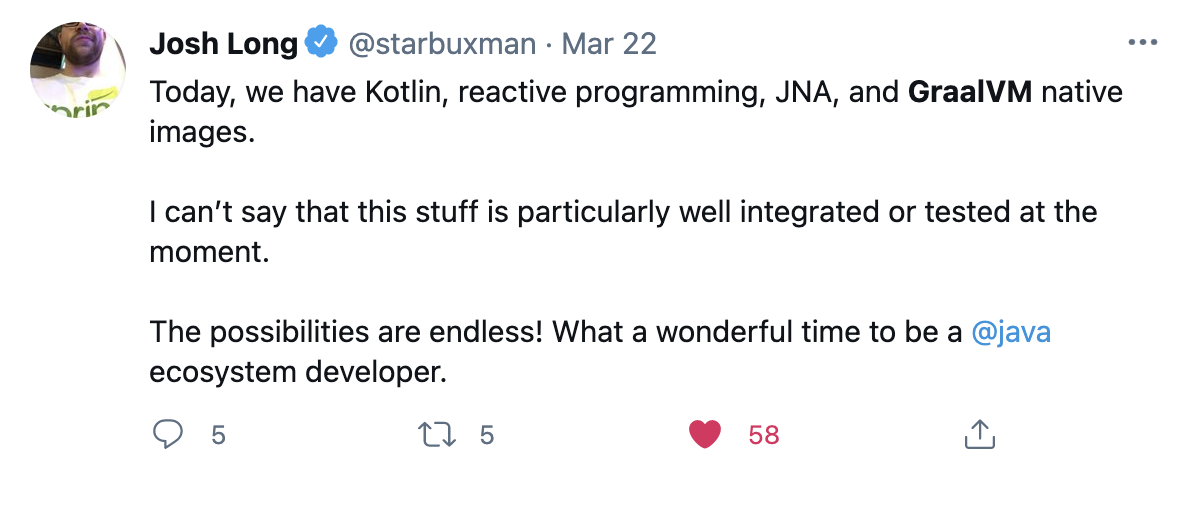 Josh Long @starbuxman · Mar 22
Today, we have Kotlin, reactive programming, JNA, and GraalVM native
images.
I can’t say that this stuff is particularly well integrated or tested at the
moment.
The possibilities are endless! What a wonderful time to be a @java
ecosystem developer.
5 5 58